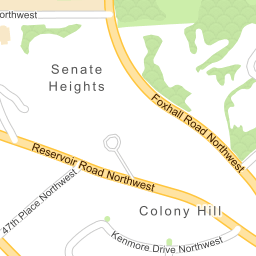 Northwest
Senate
Heights
Foxhall Road Northwest
Reservoir Road Northwest
47th Place Northwest
Colony Hill
Kenmore Drive Northwest